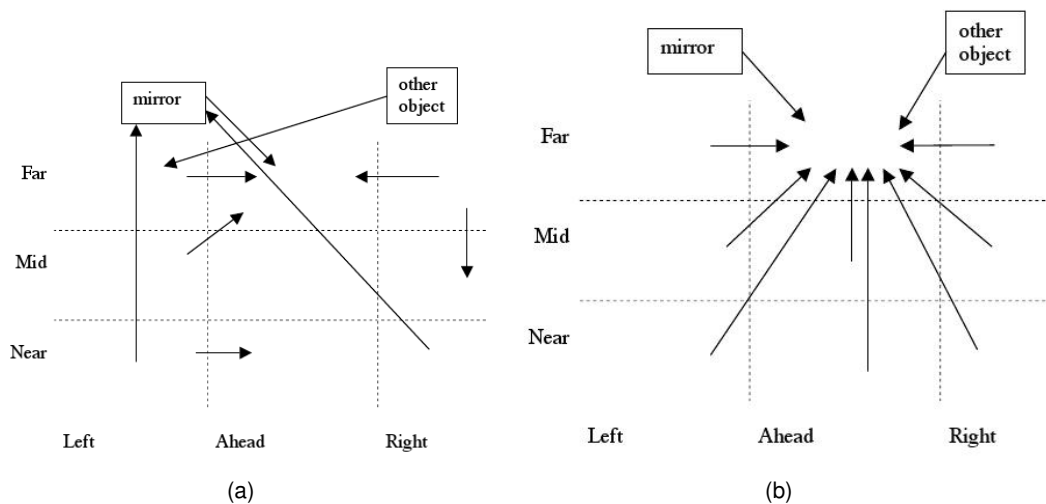 mirror
other
object
Far
Mid
Near
Left Ahead Right
(a)
mirror
other
object
Far
Mid
Near
Left Ahead Right
(b)